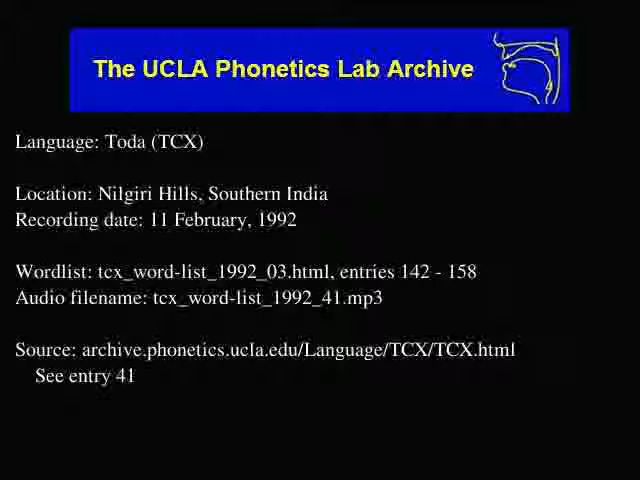 The UCLA Phonetics Lab Archive
Language: Toda (TCX)
Location: Nilgiri Hills, Southern India
Recording date: 11 February, 1992
Wordlist: tcx_word-list_1992_03.html, entries 142 - 158
Audio filename: tcx_word-list_1992_41.mp3
Source: archive.phonetics.ucla.edu/Language/TCX/TCX.html
See entry 41